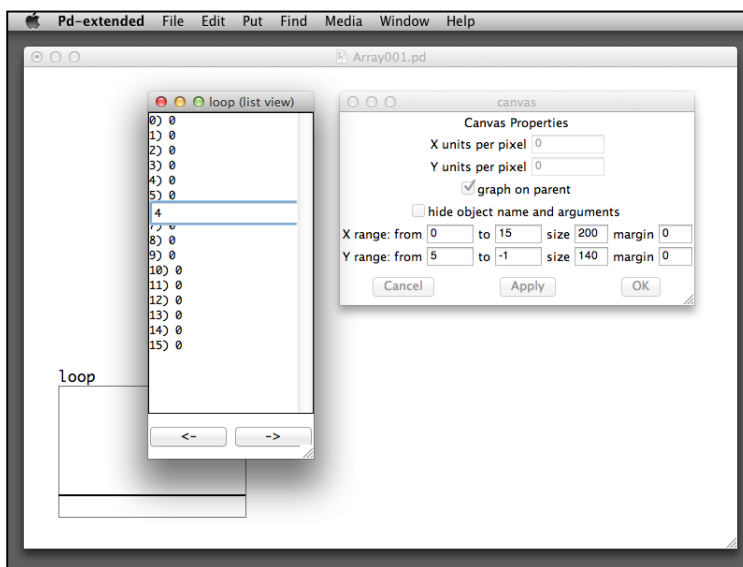 Pd-extended File Edit Put Find Media Window Help
Array001.pd
loop (list view)
0) 0
1) 0
2) 0
3) 0
4) 0
5) 0
4
7) 0
8) 0
9) 0
10) 0
11) 0
12) 0
13) 0
14) 0
15) 0
<- ->
canvas
Canvas Properties
X units per pixel 0
Y units per pixel 0
graph on parent
hide object name and arguments
X range: from 0 to 15 size 200 margin 0
Y range: from 5 to -1 size 140 margin 0
Cancel Apply OK
loop